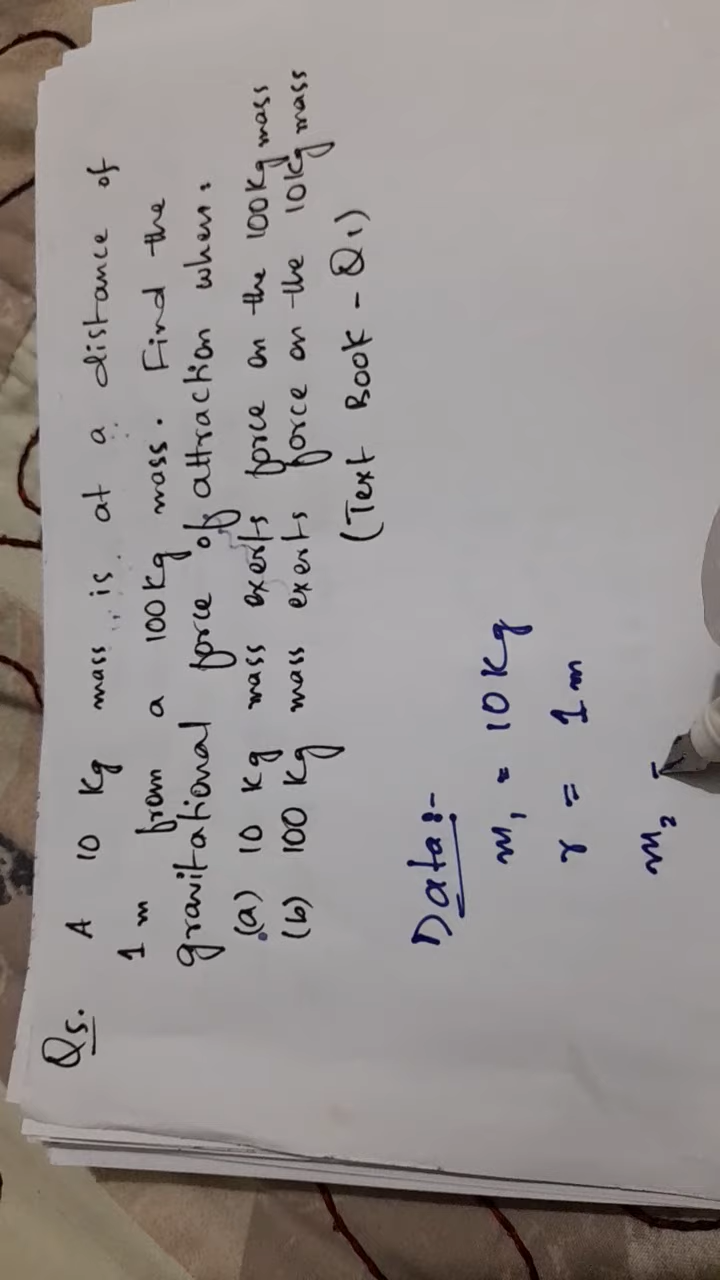 Q5. A 10 Kg mass is at a distance of
1 m from a 100 Kg mass. Find the
gravitational force of attraction when:
(a) 10 Kg mass exerts force on the 100 Kg mass
(b) 100 Kg mass exerts force on the 10 Kg mass
(Text Book - Q1)
Data:-
m₁ = 10 Kg
r = 1 m
m₂ -